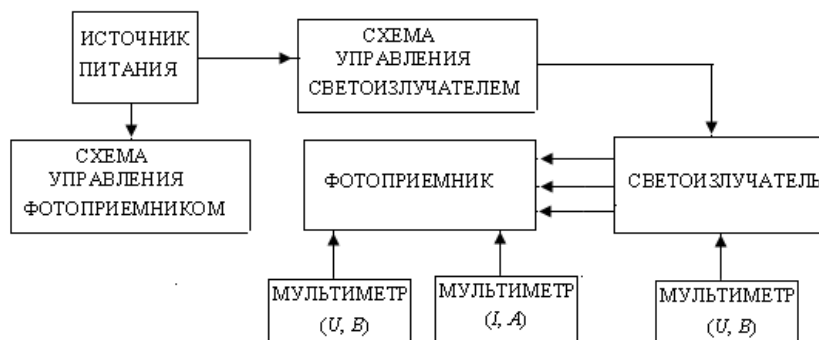 ИСТОЧНИК
ПИТАНИЯ
СХЕМА
УПРАВЛЕНИЯ
СВЕТОИЗЛУЧАТЕЛЕМ
СХЕМА
УПРАВЛЕНИЯ
ФОТОПРИЕМНИКОМ
ФОТОПРИЕМНИК
СВЕТОИЗЛУЧАТЕЛЬ
МУЛЬТИМЕТР
(U, В)
МУЛЬТИМЕТР
(I, А)
МУЛЬТИМЕТР
(U, В)